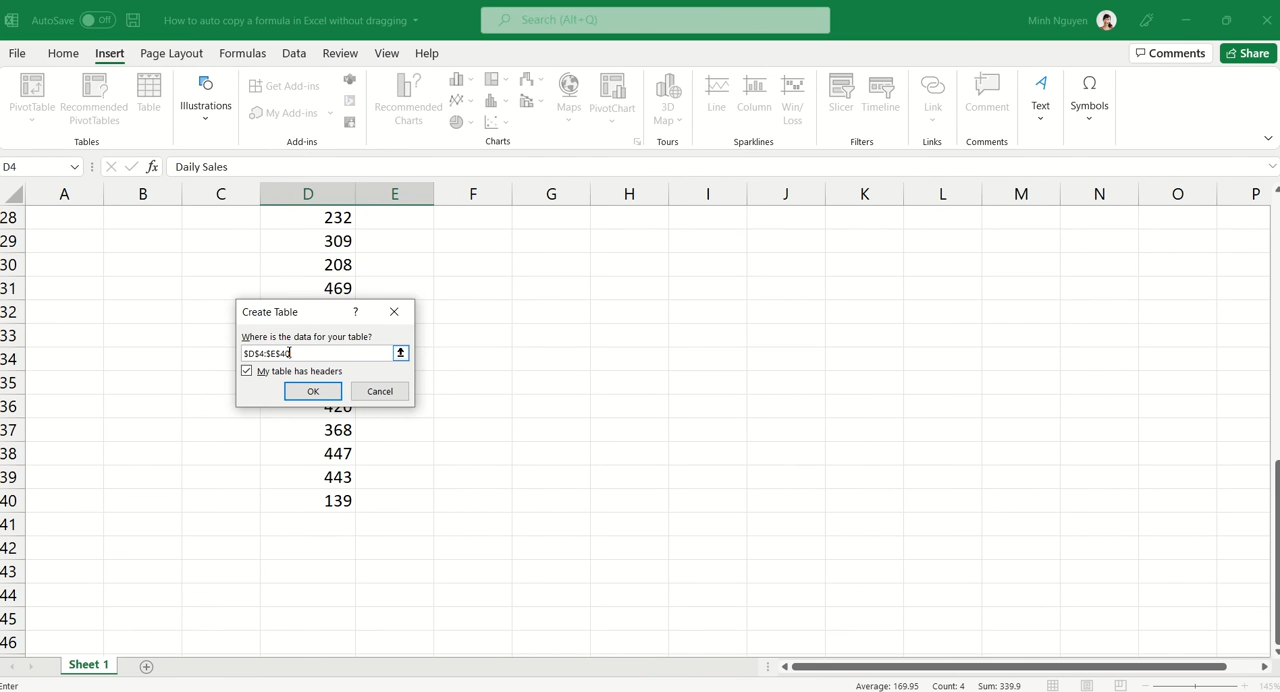 AutoSave Off How to auto copy a formula in Excel without dragging Search (Alt+Q) Minh Nguyen
File Home Insert Page Layout Formulas Data Review View Help Comments Share
PivotTable Recommended PivotTables Table Illustrations Get Add-ins My Add-ins Recommended Charts Maps PivotChart 3D Map Line Column Win/Loss Slicer Timeline Link Comment Text Symbols
Tables Add-ins Charts Tours Sparklines Filters Links Comments
D4 fx Daily Sales
A B C D E F G H I J K L M N O P
28 232
29 309
30 208
31 469
32
33
34
35
36 420
37 368
38 447
39 443
40 139
41
42
43
44
45
46
Create Table ?
Where is the data for your table?
$D$4:$E$40
My table has headers
OK Cancel
Sheet 1
Enter Average: 169.95 Count: 4 Sum: 339.9 145%